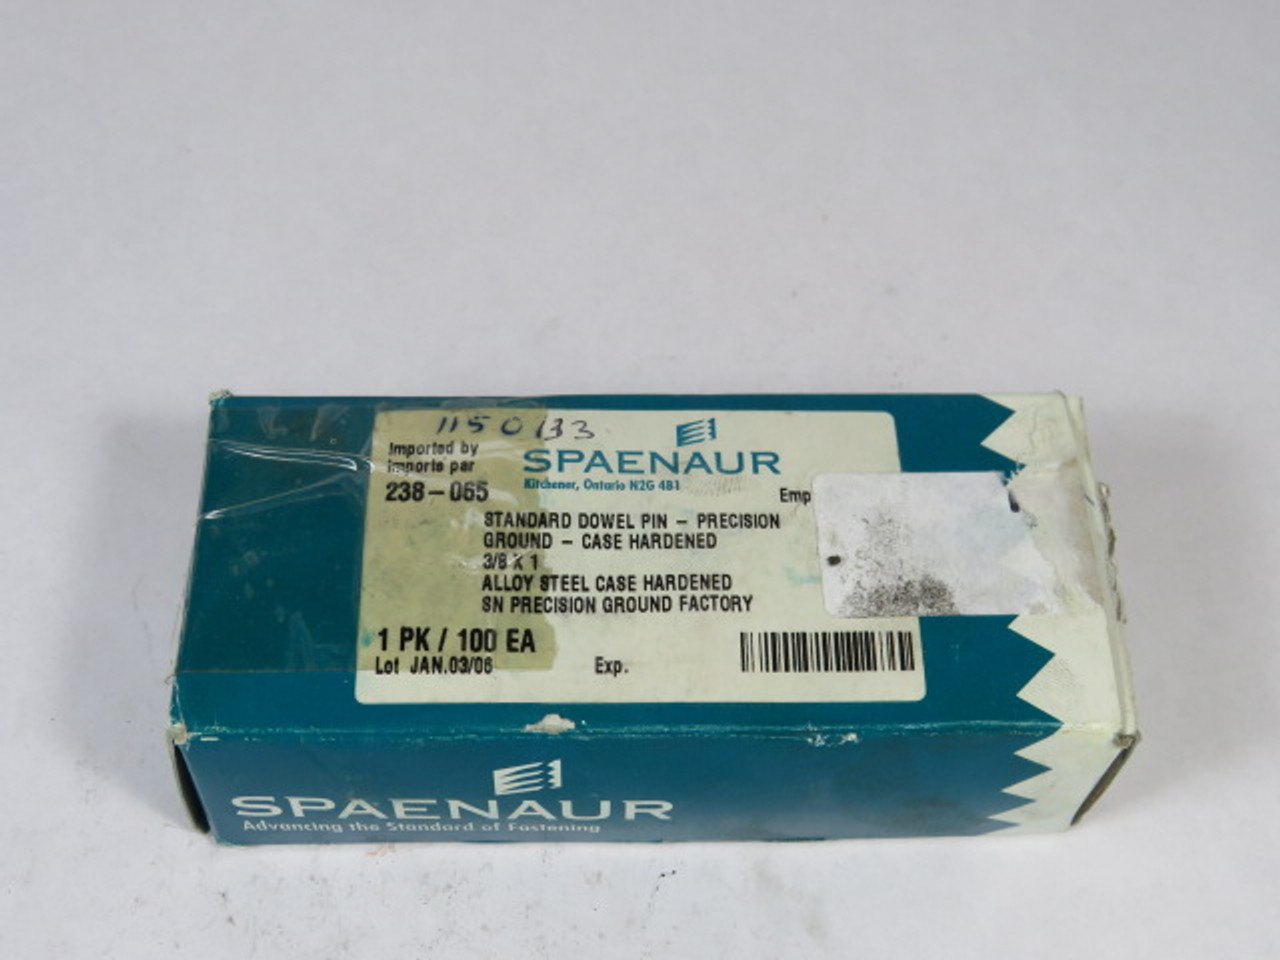 1150133
Imported by
Importe par
SPAENAUR
Kitchener, Ontario N2G 4B1
238-065
Emp
STANDARD DOWEL PIN - PRECISION
GROUND - CASE HARDENED
3/8 X 1
ALLOY STEEL CASE HARDENED
SN PRECISION GROUND FACTORY
1 PK / 100 EA
Lot JAN.03/06 Exp.
SPAENAUR
Advancing the Standard of Fastening